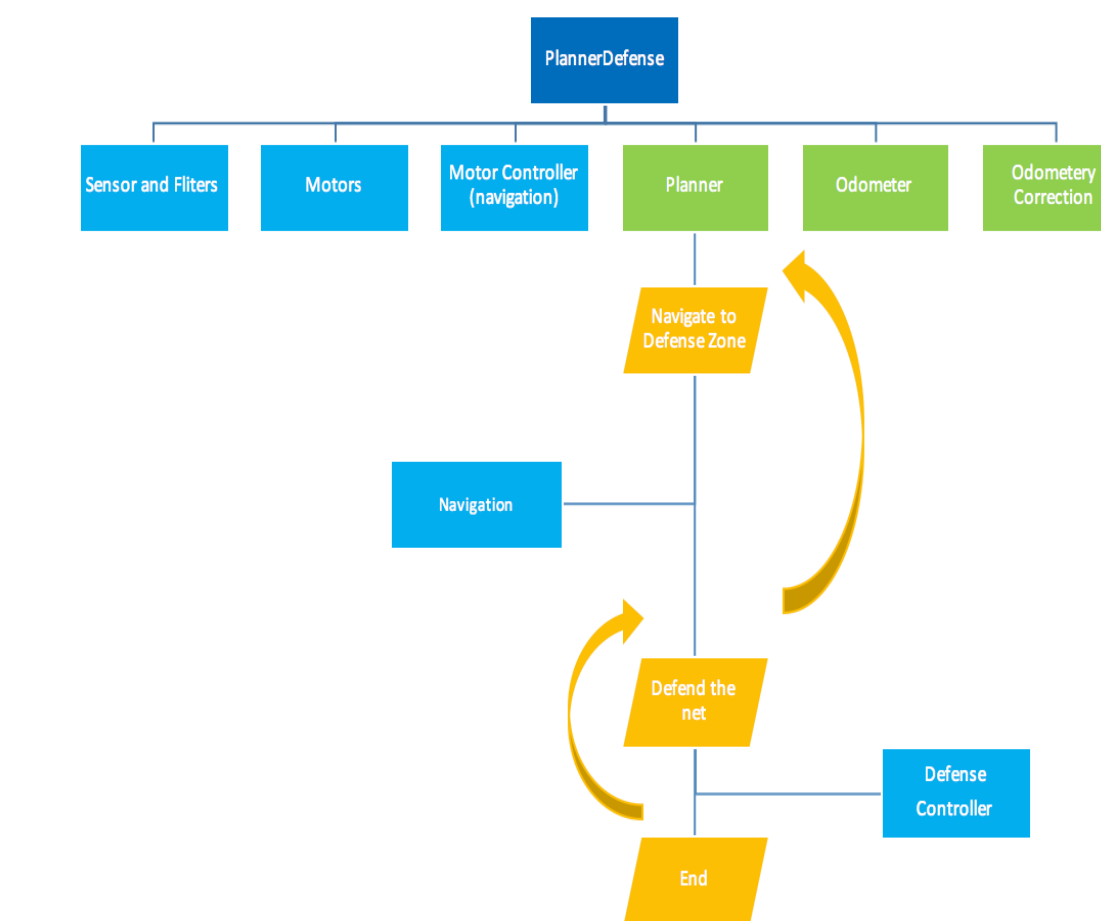 PlannerDefense
Sensor and Fliters
Motors
Motor Controller
(navigation)
Planner
Odometer
Odometery
Correction
Navigate to
Defense Zone
Navigation
Defend the
net
Defense
Controller
End